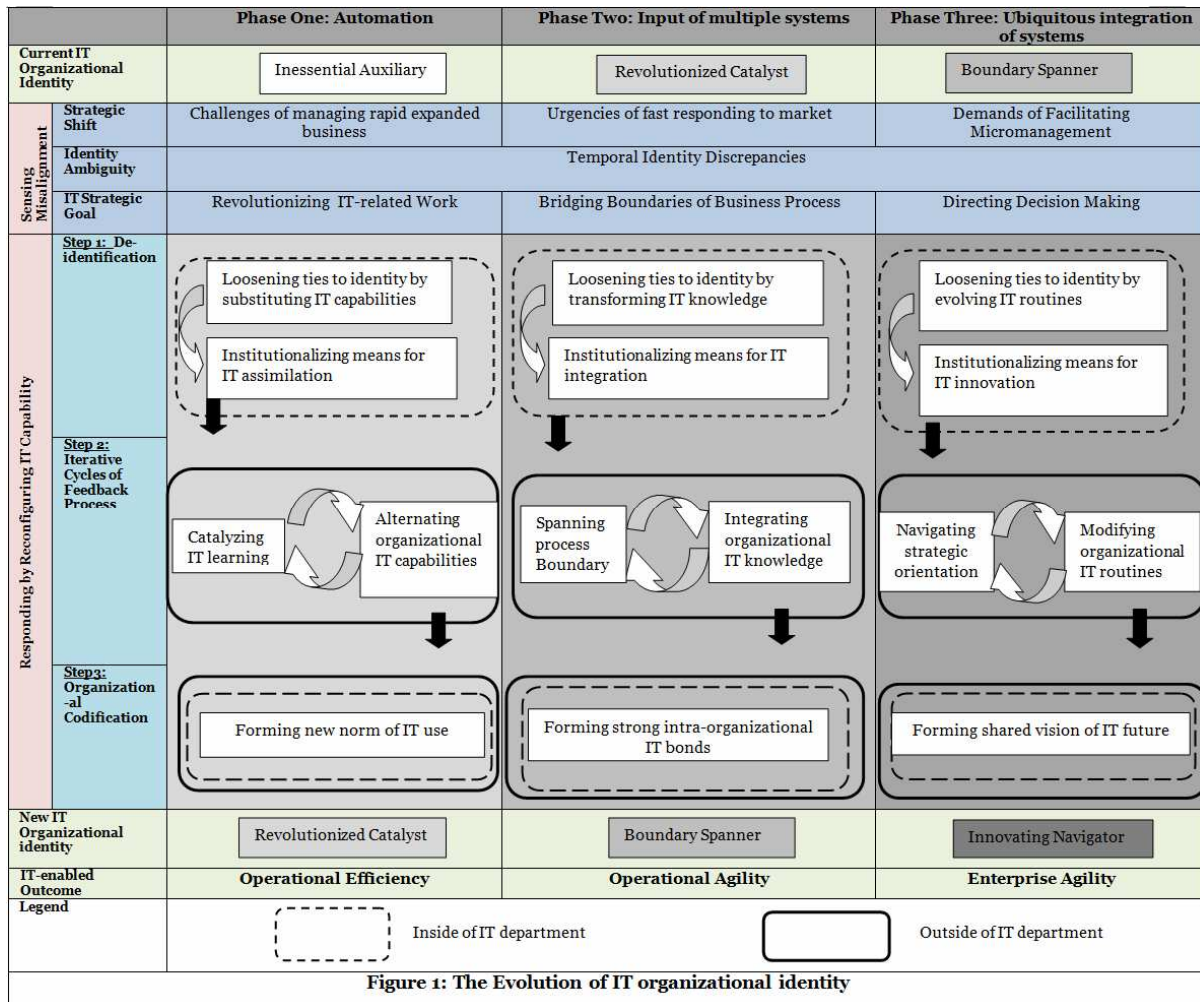 Phase One: Automation
Phase Two: Input of multiple systems
Phase Three: Ubiquitous integration
of systems
Current IT
Organizational
Identity
Inessential Auxiliary
Revolutionized Catalyst
Boundary Spanner
Sensing
Misalignment
Strategic
Shift
Challenges of managing rapid expanded
business
Urgencies of fast responding to market
Demands of Facilitating
Micromanagement
Identity
Ambiguity
Temporal Identity Discrepancies
IT Strategic
Goal
Revolutionizing IT-related Work
Bridging Boundaries of Business Process
Directing Decision Making
Responding by Reconfiguring IT Capability
Step 1: De-
identification
Loosening ties to identity by
substituting IT capabilities
Institutionalizing means for
IT assimilation
Loosening ties to identity by
transforming IT knowledge
Institutionalizing means for IT
integration
Loosening ties to identity by
evolving IT routines
Institutionalizing means for
IT innovation
Step 2:
Iterative
Cycles of
Feedback
Process
Catalyzing
IT learning
Alternating
organizational
IT capabilities
Spanning
process
Boundary
Integrating
organizational
IT knowledge
Navigating
strategic
orientation
Modifying
organizational
IT routines
Step3:
Organization
-al
Codification
Forming new norm of IT use
Forming strong intra-organizational
IT bonds
Forming shared vision of IT future
New IT
Organizational
identity
Revolutionized Catalyst
Boundary Spanner
Innovating Navigator
IT-enabled
Outcome
Operational Efficiency
Operational Agility
Enterprise Agility
Legend
Inside of IT department
Outside of IT department
Figure 1: The Evolution of IT organizational identity